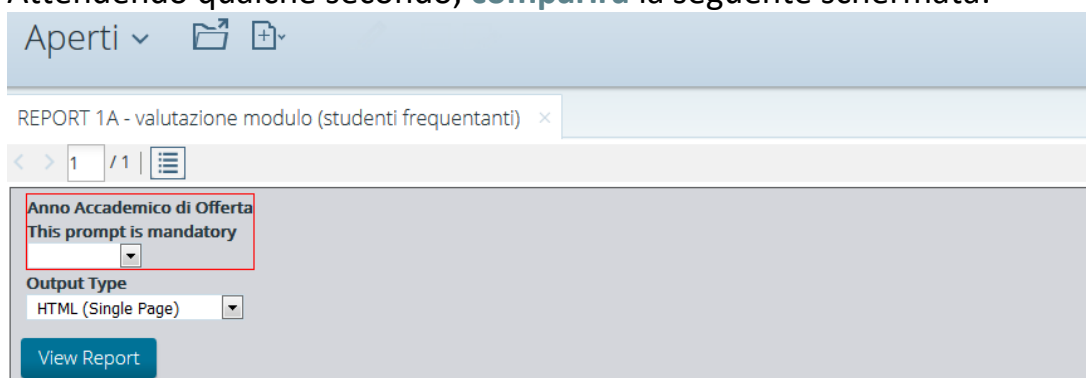 Attendendo qualche secondo, comparirà la seguente schermata:
Aperti
REPORT 1A - valutazione modulo (studenti frequentanti) ×
< > 1 / 1
Anno Accademico di Offerta
This prompt is mandatory
Output Type
HTML (Single Page)
View Report